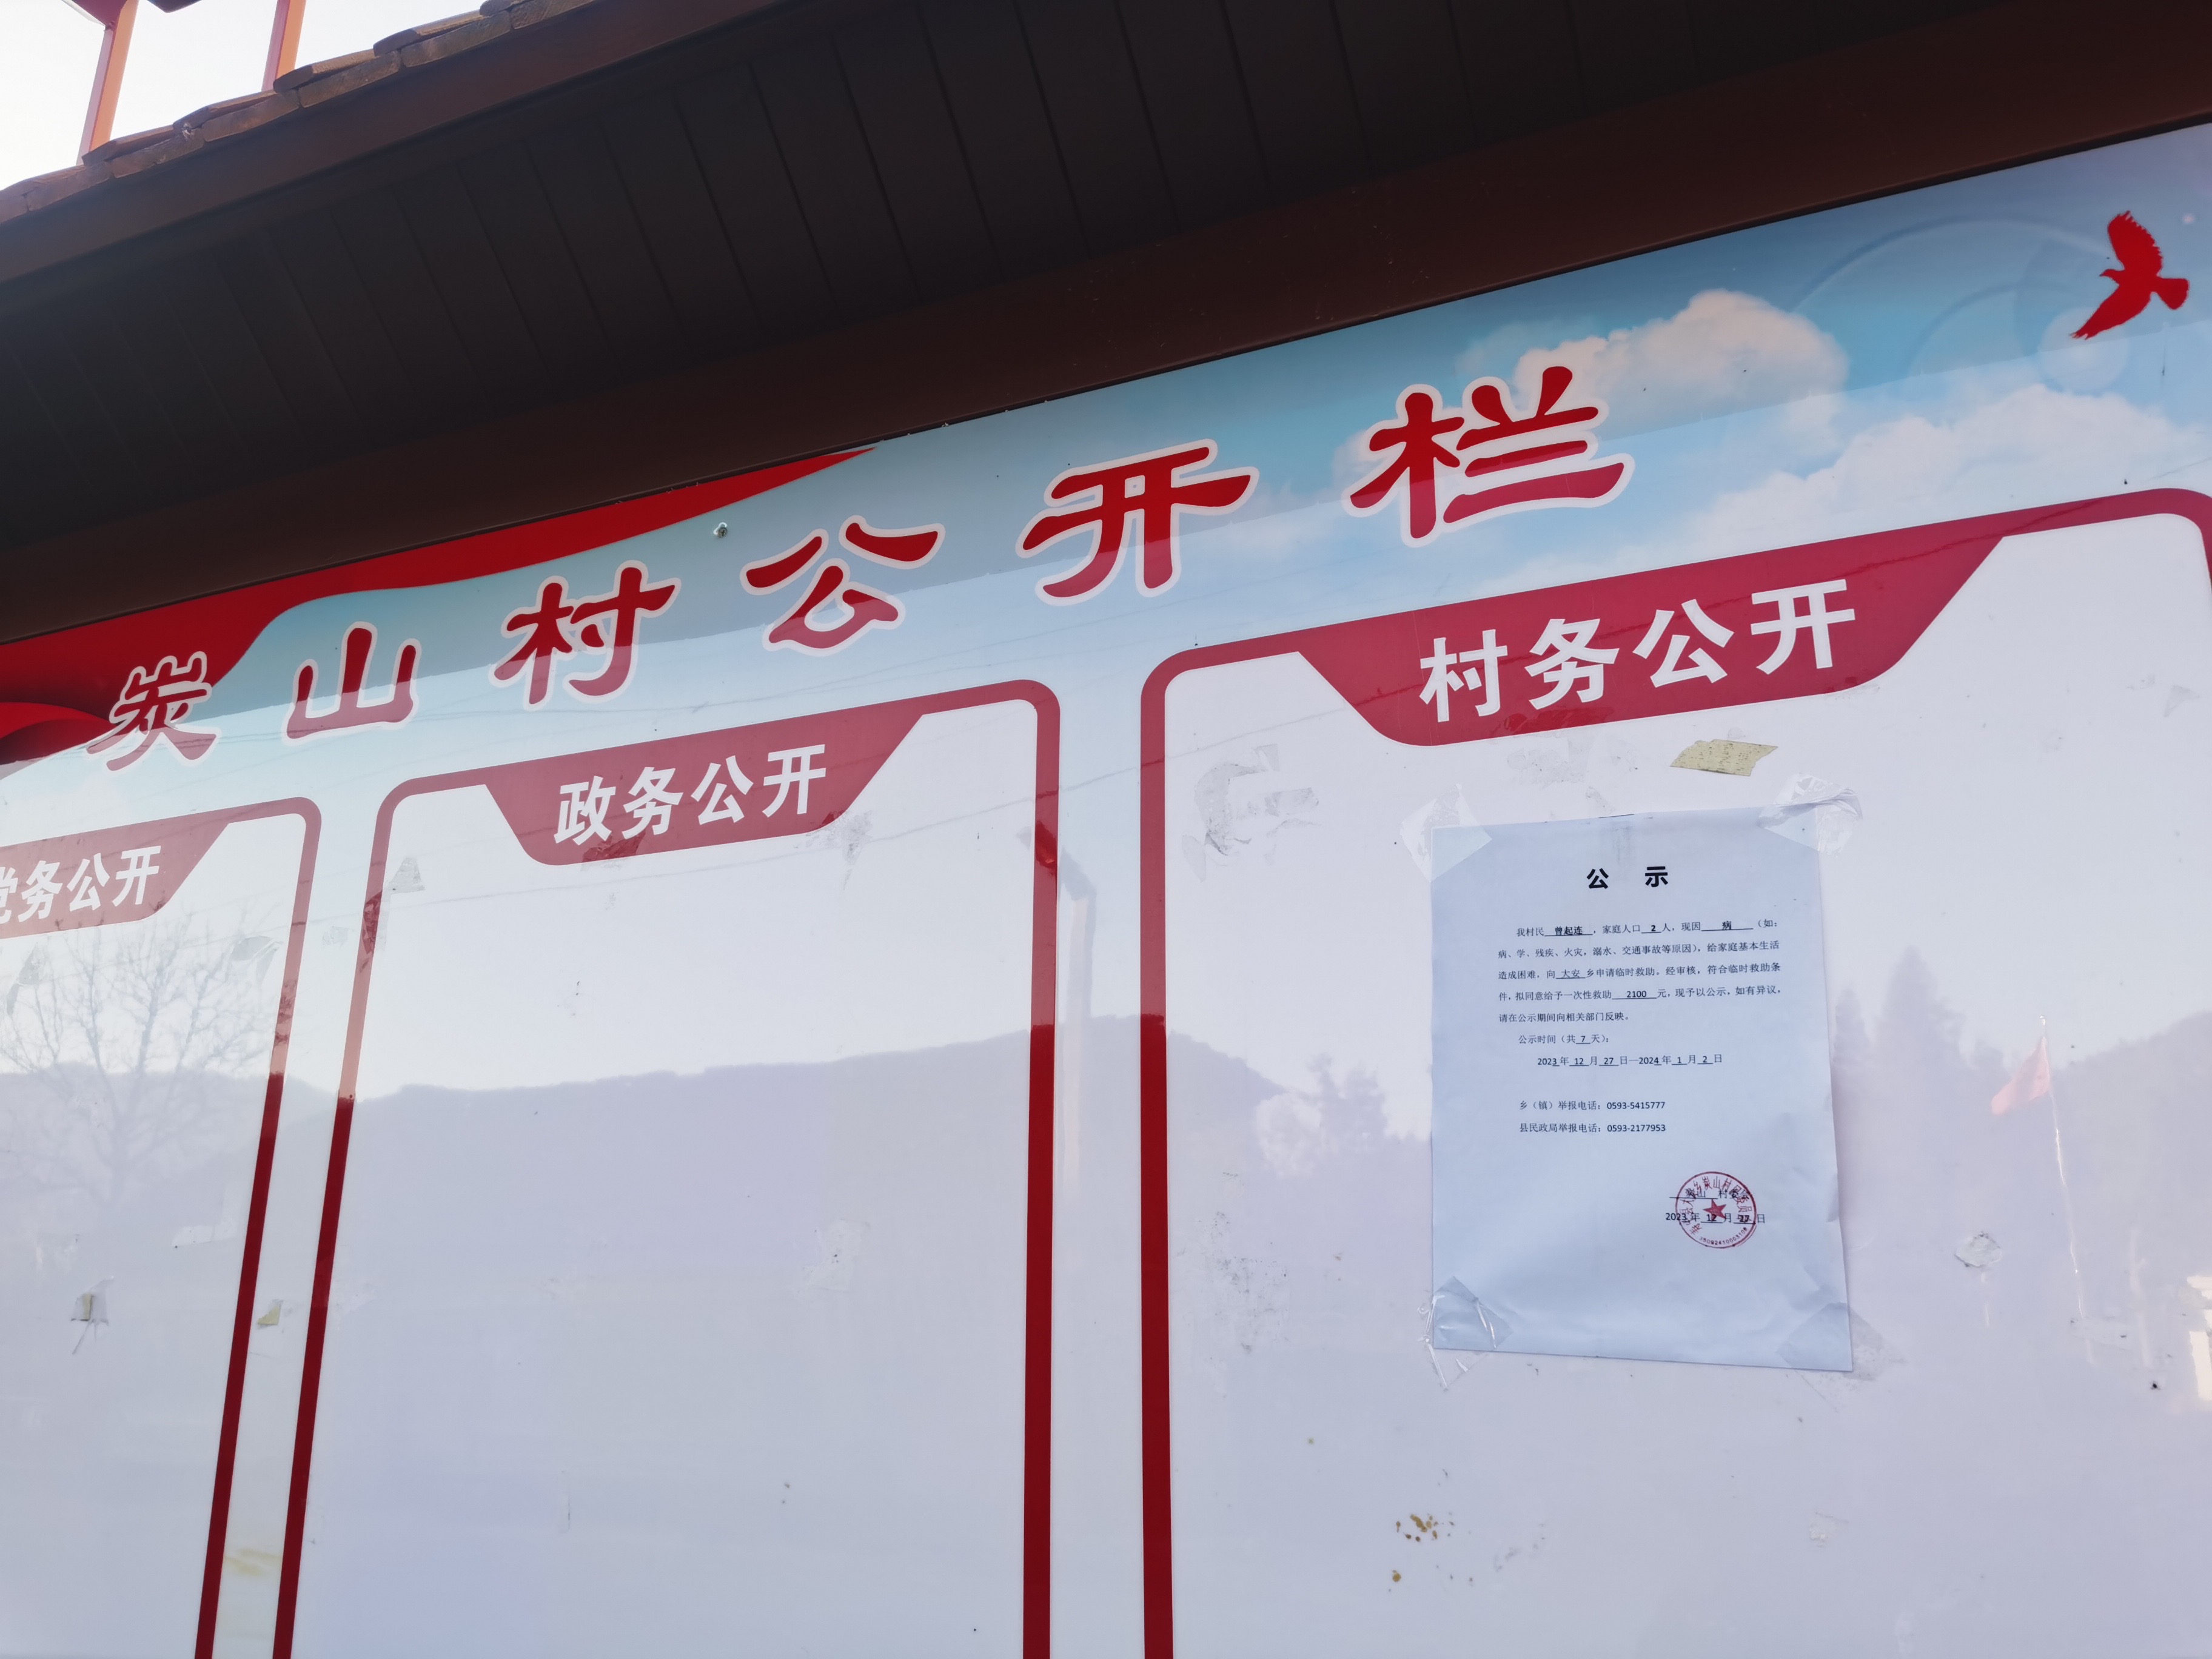 炭山村公开栏
党务公开
政务公开
村务公开
公 示
我村民 曾起连 ，家庭人口 2 人，现因 病 （如：
病、学、残疾、火灾、溺水、交通事故等原因），给家庭基本生活
造成困难，向 大安 乡申请临时救助。经审核，符合临时救助条
件，拟同意给予一次性救助 2100 元，现予以公示，如有异议，
请在公示期间向相关部门反映。
公示时间（共 7 天）：
2023 年 12 月 27 日—2024 年 1 月 2 日
乡（镇）举报电话：0593-5415777
县民政局举报电话：0593-2177953
炭山 村
2023 年 12 月 27 日